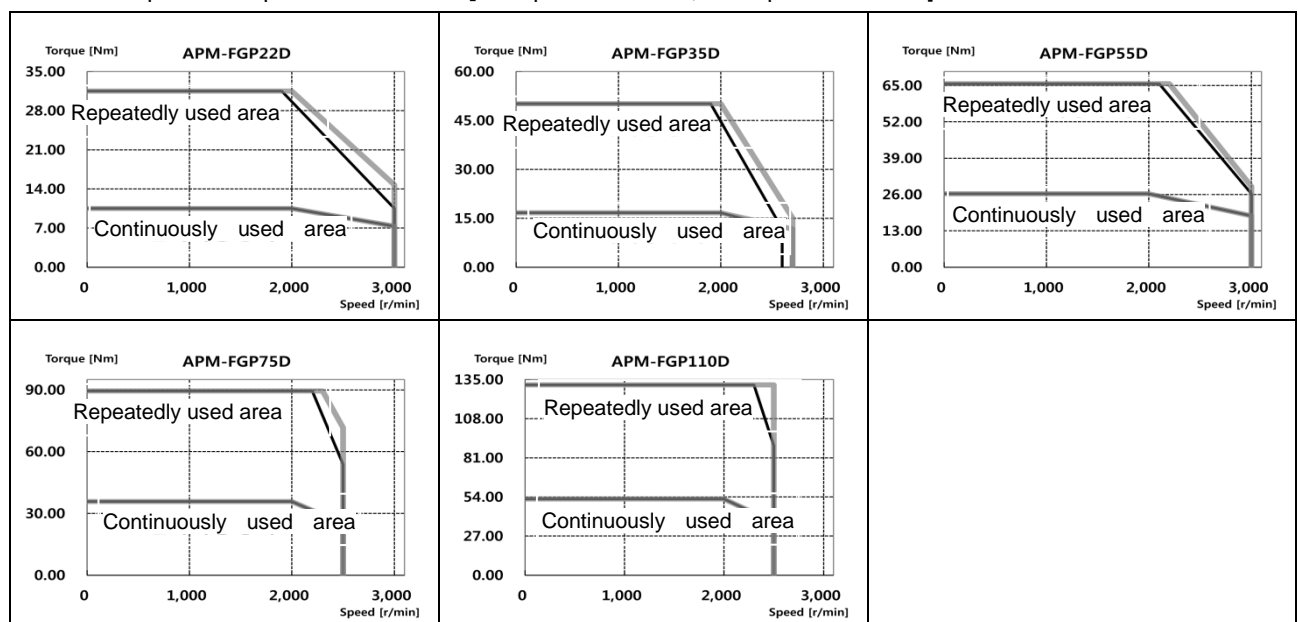 Torque [Nm] APM-FGP22D
35.00
28.00
21.00
14.00
7.00
0.00
Repeatedly used area
Continuously used area
0 1,000 2,000 3,000
Speed [r/min]
Torque [Nm] APM-FGP35D
60.00
45.00
30.00
15.00
0.00
Repeatedly used area
Continuously used area
0 1,000 2,000 3,000
Speed [r/min]
Torque [Nm] APM-FGP55D
65.00
52.00
39.00
26.00
13.00
0.00
Repeatedly used area
Continuously used area
0 1,000 2,000 3,000
Speed [r/min]
Torque [Nm] APM-FGP75D
90.00
60.00
30.00
0.00
Repeatedly used area
Continuously used area
0 1,000 2,000 3,000
Speed [r/min]
Torque [Nm] APM-FGP110D
135.00
108.00
81.00
54.00
27.00
0.00
Repeatedly used area
Continuously used area
0 1,000 2,000 3,000
Speed [r/min]